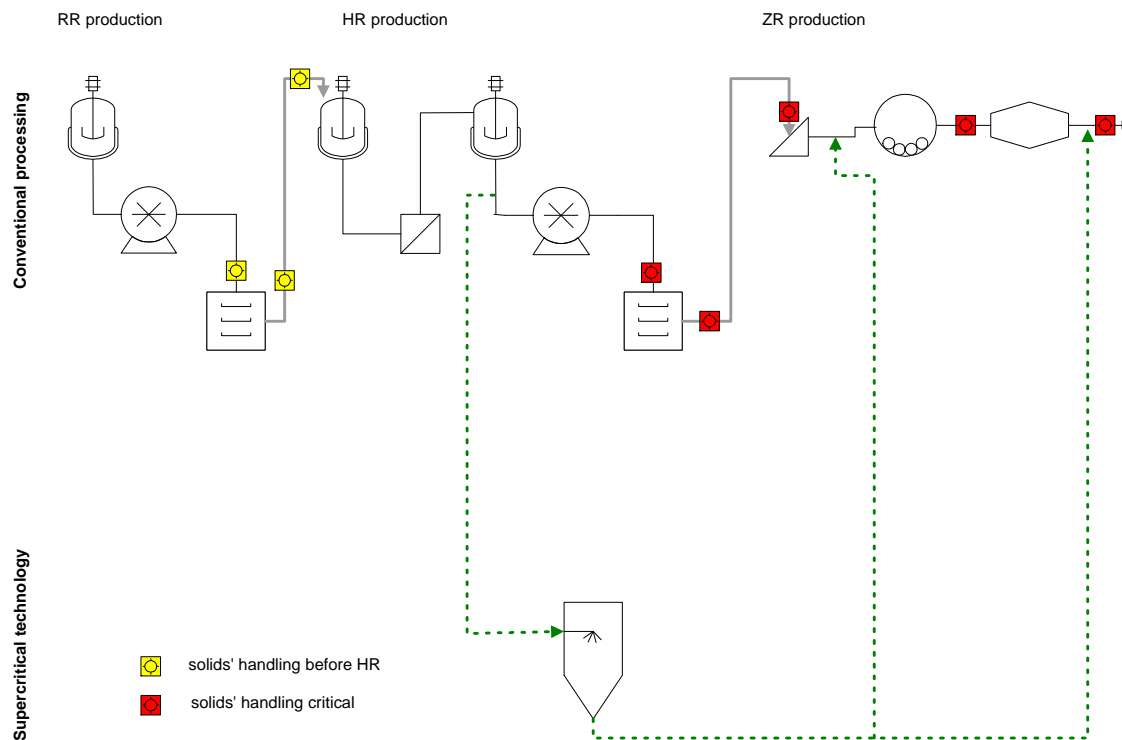 RR production
HR production
ZR production
Conventional processing
Supercritical technology
solids' handling before HR
solids' handling critical